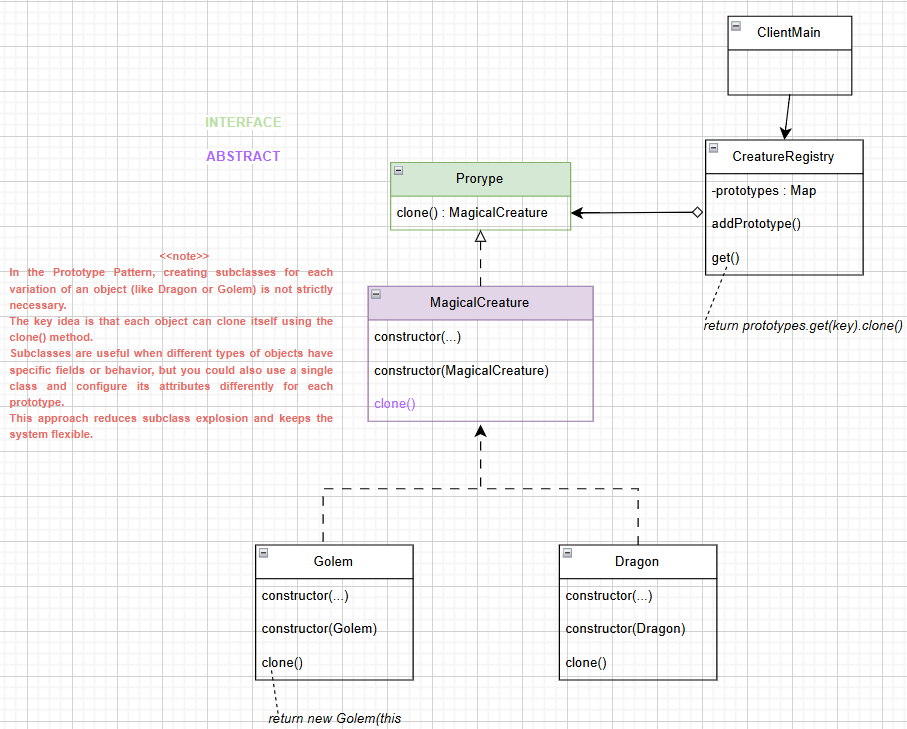 ClientMain
INTERFACE
ABSTRACT
CreatureRegistry
-prototypes : Map
addPrototype()
get()
return prototypes.get(key).clone()
Prorype
clone() : MagicalCreature
<<note>>
In the Prototype Pattern, creating subclasses for each
variation of an object (like Dragon or Golem) is not strictly
necessary.
The key idea is that each object can clone itself using the
clone() method.
Subclasses are useful when different types of objects have
specific fields or behavior, but you could also use a single
class and configure its attributes differently for each
prototype.
This approach reduces subclass explosion and keeps the
system flexible.
MagicalCreature
constructor(...)
constructor(MagicalCreature)
clone()
Golem
constructor(...)
constructor(Golem)
clone()
return new Golem(this
Dragon
constructor(...)
constructor(Dragon)
clone()